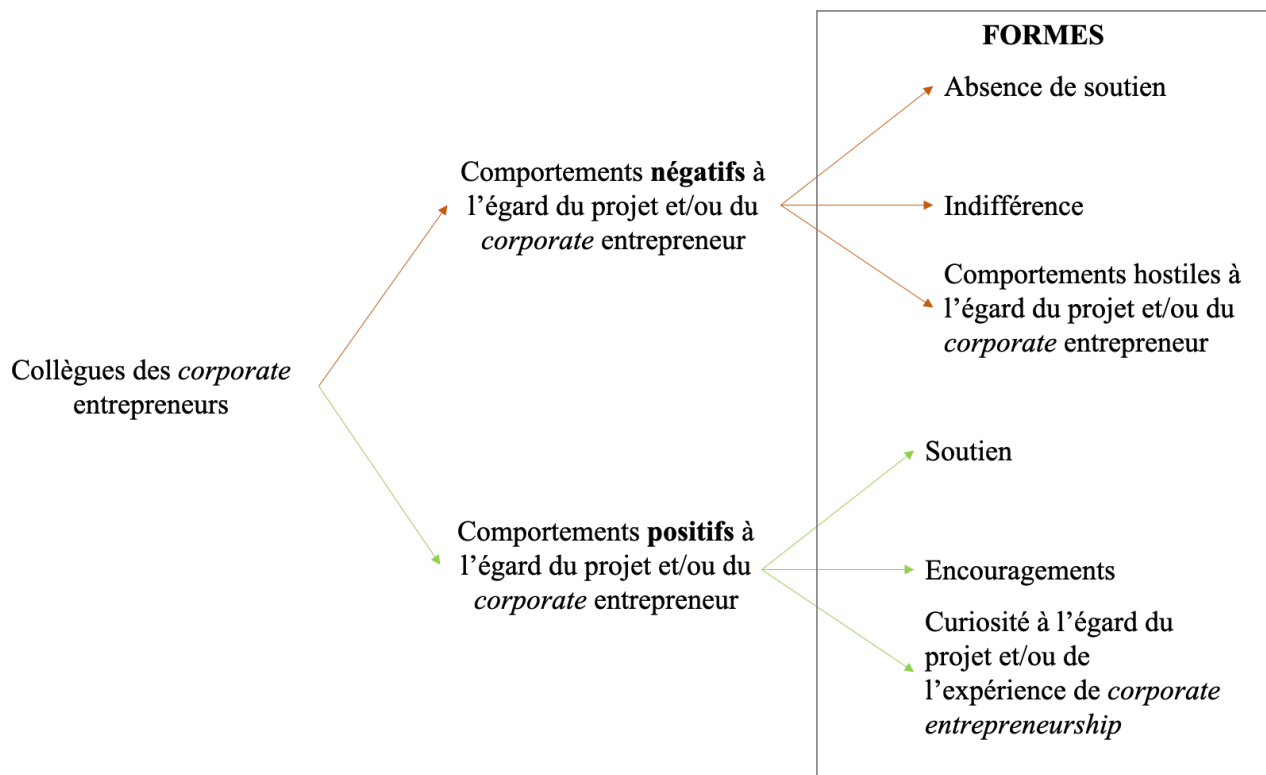 FORMES
Absence de soutien
Comportements négatifs à
l’égard du projet et/ou du
corporate entrepreneur
Indifférence
Comportements hostiles à
l’égard du projet et/ou du
corporate entrepreneur
Collègues des corporate
entrepreneurs
Soutien
Comportements positifs à
l’égard du projet et/ou du
corporate entrepreneur
Encouragements
Curiosité à l’égard du
projet et/ou de
l’expérience de corporate
entrepreneurship